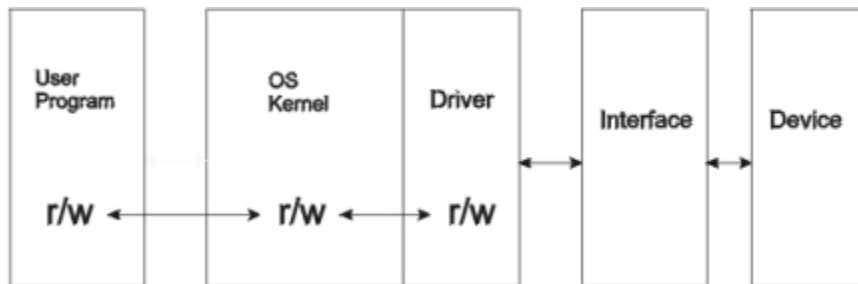 User
Program
OS
Kernel
Driver
Interface
Device
r/w
r/w
r/w